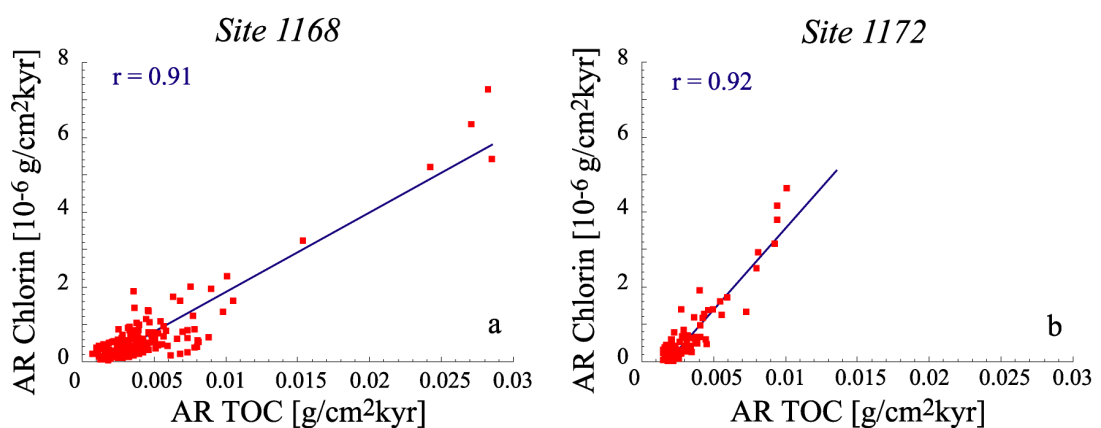 Site 1168
AR Chlorin [10-6 g/cm2kyr]
8
6
4
2
0
r = 0.91
a
0 0.005 0.01 0.015 0.02 0.025 0.03
AR TOC [g/cm2kyr]
Site 1172
AR Chlorin [10-6 g/cm2kyr]
8
6
4
2
0
r = 0.92
b
0 0.005 0.01 0.015 0.02 0.025 0.03
AR TOC [g/cm2kyr]